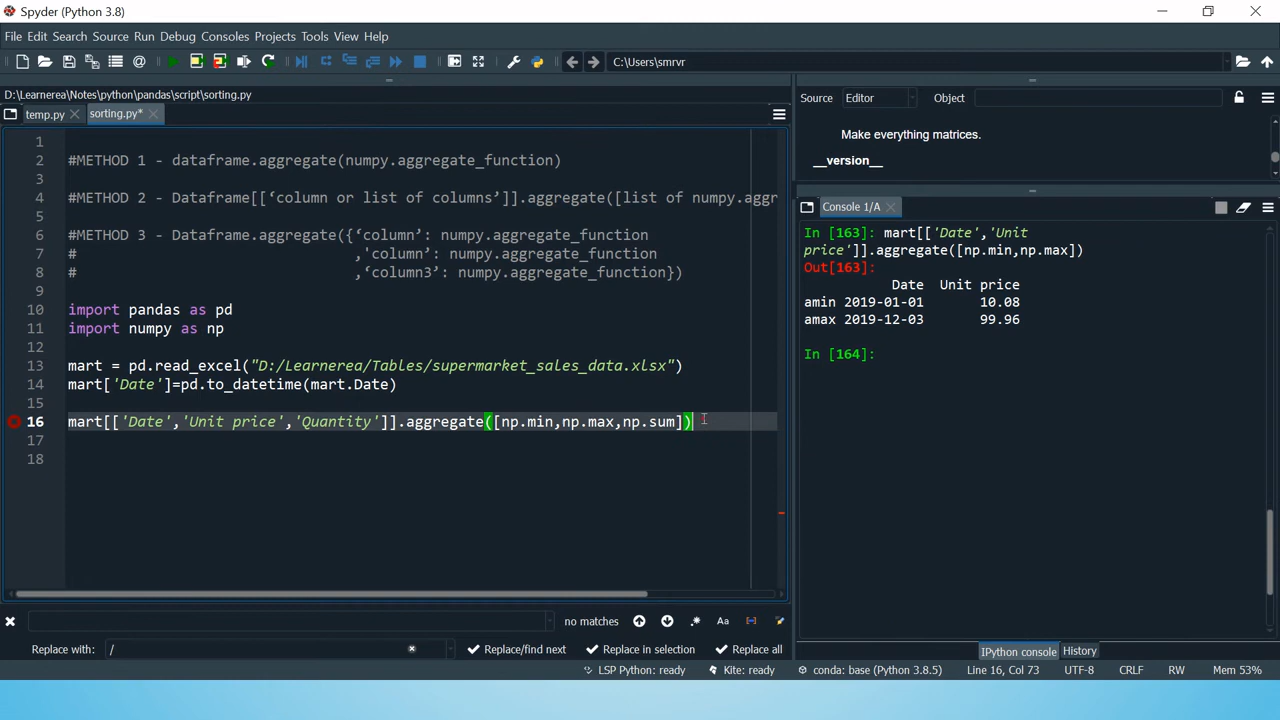 Spyder (Python 3.8)
File Edit Search Source Run Debug Consoles Projects Tools View Help
C:\Users\smrvr
D:\Learnerea\Notes\python\pandas\script\sorting.py
temp.py
sorting.py*
1
2 #METHOD 1 - dataframe.aggregate(numpy.aggregate_function)
3
4 #METHOD 2 - Dataframe[[‘column or list of columns’]].aggregate([list of numpy.aggr
5
6 #METHOD 3 - Dataframe.aggregate({‘column’: numpy.aggregate_function
7 # ,‘column’: numpy.aggregate_function
8 # ,‘column3’: numpy.aggregate_function})
9
10 import pandas as pd
11 import numpy as np
12
13 mart = pd.read_excel("D:/Learnerea/Tables/supermarket_sales_data.xlsx")
14 mart['Date']=pd.to_datetime(mart.Date)
15
16 mart[['Date','Unit price','Quantity']].aggregate([np.min,np.max,np.sum])
17
18
no matches
Aa
Replace with: /
Replace/find next Replace in selection Replace all
Source Editor Object
Make everything matrices.
__version__
Console 1/A
In [163]: mart[['Date','Unit
price']].aggregate([np.min,np.max])
Out[163]:
Date Unit price
amin 2019-01-01 10.08
amax 2019-12-03 99.96
In [164]:
IPython console History
LSP Python: ready Kite: ready conda: base (Python 3.8.5) Line 16, Col 73 UTF-8 CRLF RW Mem 53%